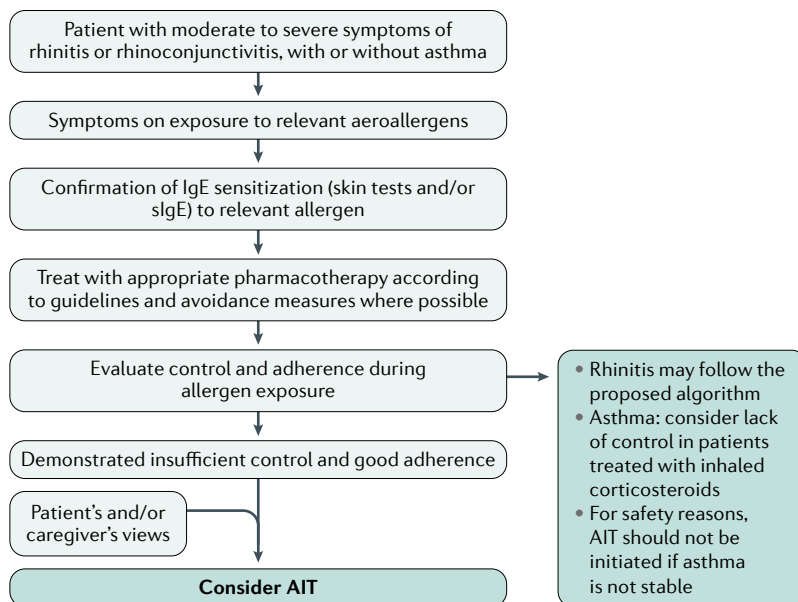 Patient with moderate to severe symptoms of
rhinitis or rhinoconjunctivitis, with or without asthma
Symptoms on exposure to relevant aeroallergens
Confirmation of IgE sensitization (skin tests and/or
sIgE) to relevant allergen
Treat with appropriate pharmacotherapy according
to guidelines and avoidance measures where possible
Evaluate control and adherence during
allergen exposure
• Rhinitis may follow the
proposed algorithm
• Asthma: consider lack
of control in patients
treated with inhaled
corticosteroids
• For safety reasons,
AIT should not be
initiated if asthma
is not stable
Demonstrated insufficient control and good adherence
Patient's and/or
caregiver's views
Consider AIT